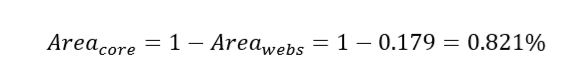 Area_core = 1 − Area_webs = 1 − 0.179 = 0.821%